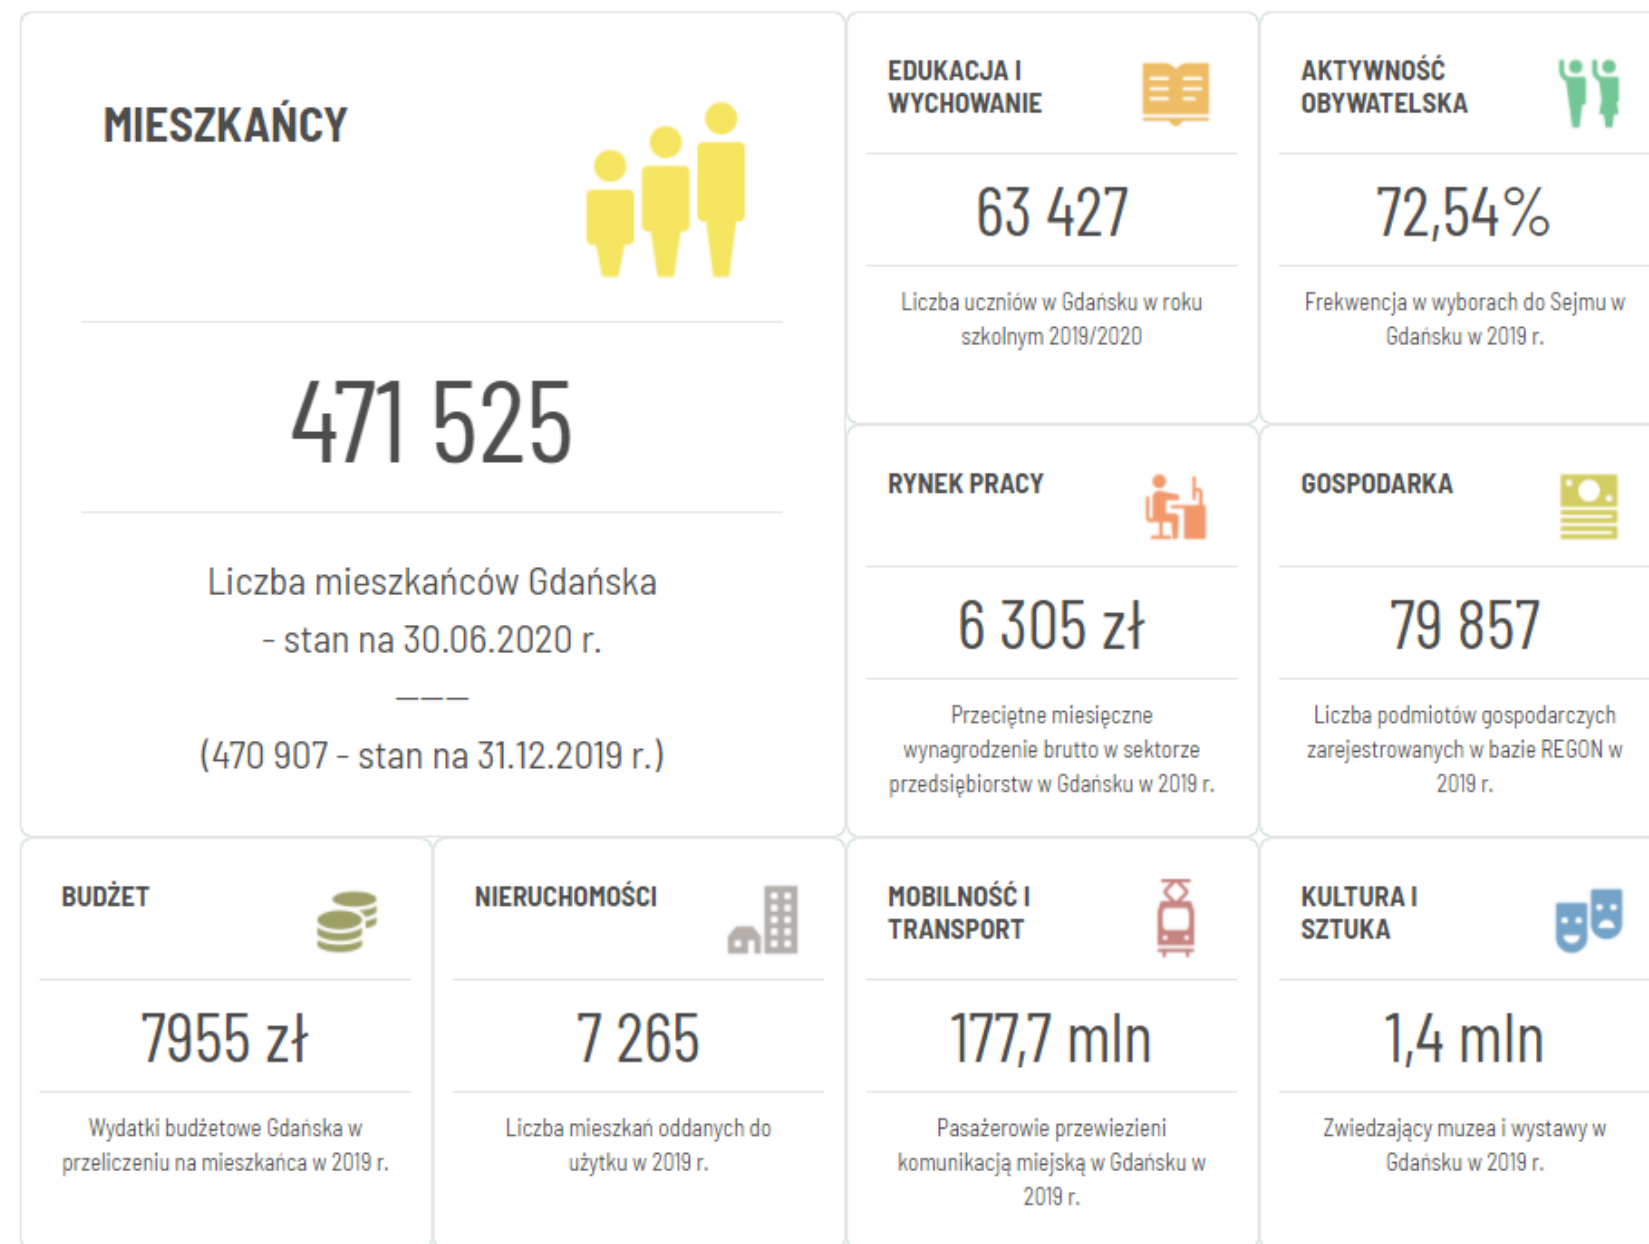 MIESZKAŃCY
471 525
Liczba mieszkańców Gdańska
- stan na 30.06.2020 r.
———
(470 907 - stan na 31.12.2019 r.)
EDUKACJA I
WYCHOWANIE
63 427
Liczba uczniów w Gdańsku w roku
szkolnym 2019/2020
AKTYWNOŚĆ
OBYWATELSKA
72,54%
Frekwencja w wyborach do Sejmu w
Gdańsku w 2019 r.
RYNEK PRACY
6 305 zł
Przeciętne miesięczne
wynagrodzenie brutto w sektorze
przedsiębiorstw w Gdańsku w 2019 r.
GOSPODARKA
79 857
Liczba podmiotów gospodarczych
zarejestrowanych w bazie REGON w
2019 r.
BUDŻET
7955 zł
Wydatki budżetowe Gdańska w
przeliczeniu na mieszkańca w 2019 r.
NIERUCHOMOŚCI
7 265
Liczba mieszkań oddanych do
użytku w 2019 r.
MOBILNOŚĆ I
TRANSPORT
177,7 mln
Pasażerowie przewiezieni
komunikacją miejską w Gdańsku w
2019 r.
KULTURA I
SZTUKA
1,4 mln
Zwiedzający muzea i wystawy w
Gdańsku w 2019 r.